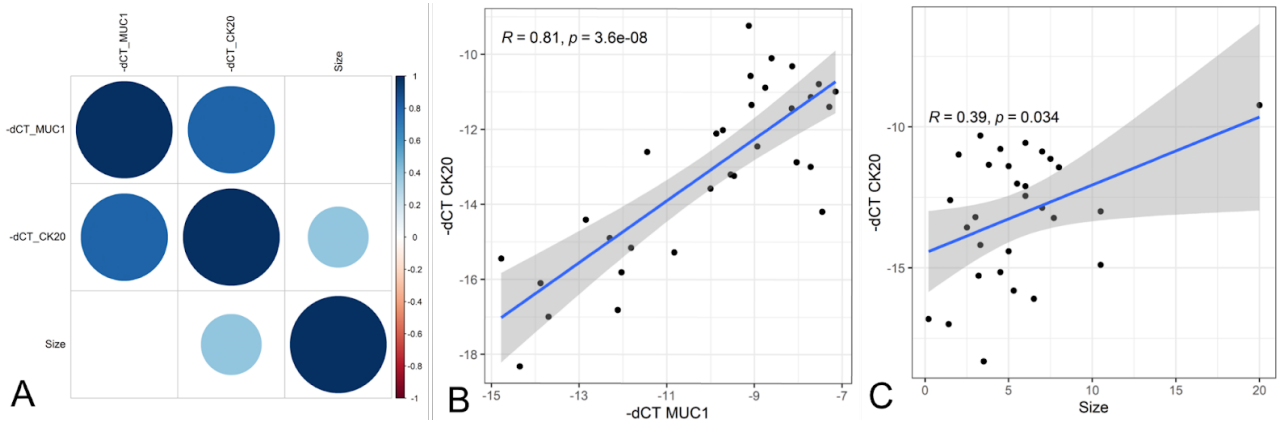 -dCT_MUC1
-dCT_CK20
Size
-dCT_MUC1
-dCT_CK20
Size
1
0.8
0.6
0.4
0.2
0
-0.2
-0.4
-0.6
-0.8
-1
A
R = 0.81, p = 3.6e-08
-dCT CK20
-10
-12
-14
-16
-18
-15
-13
-11
-9
-7
-dCT MUC1
B
R = 0.39, p = 0.034
-dCT CK20
-10
-15
0
5
10
15
20
Size
C